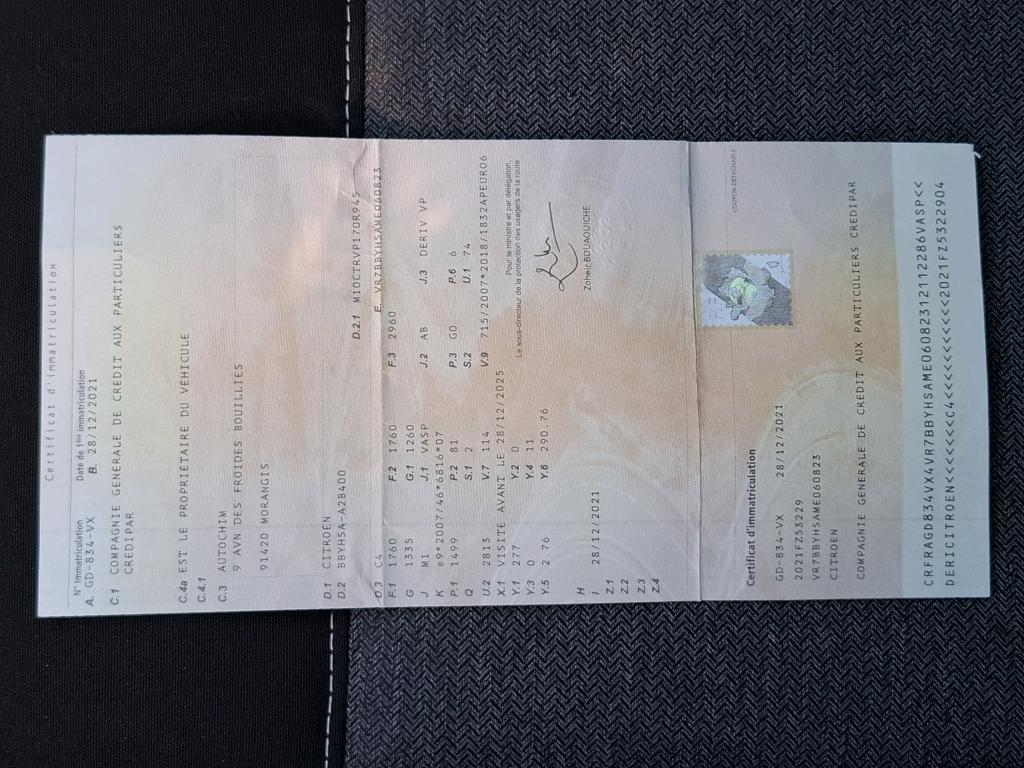 Certificat d'immatriculation
N° Immatriculation Date de 1ère immatriculation
A. GD-834-VX B. 28/12/2021
C.1 COMPAGNIE GENERALE DE CREDIT AUX PARTICULIERS
CREDIPAR
C.4a EST LE PROPRIÉTAIRE DU VÉHICULE
C.4.1
C.3 AUTOCHIM
9 AVN DES FROIDES BOUILLIES
91420 MORANGIS
D.1 CITROEN
D.2 BBYHSA-A2B400 D.2.1 M10CTRVP170R945
D.3 C4 E. VR7BBYHSAME060823
F.1 1760 F.2 1760 F.3 2960
G 1335 G.1 1260
J M1 J.1 VASP J.2 AB J.3 DERIV VP
K e9*2007/46*6816*07
P.1 1499 P.2 81 P.3 GO P.6 6
Q S.1 2 S.2 U.1 74
U.2 2813 V.7 114 V.9 715/2007*2018/1832APEURO6
X.1 VISITE AVANT LE 28/12/2025
Y.1 277 Y.2 0
Y.3 0 Y.4 11
Y.5 2.76 Y.6 290.76
Pour le ministre et par délégation,
Le sous-directeur de la protection des usagers de la route
H
I 28/12/2021
Zoheir BOUAOUICHE
Z.1
Z.2
Z.3
Z.4
COUPON DÉTACHABLE
Certificat d'immatriculation
GD-834-VX 28/12/2021
2021FZ53229
VR7BBYHSAME060823
CITROEN
COMPAGNIE GENERALE DE CREDIT AUX PARTICULIERS CREDIPAR
CRFRAGD834VX4VR7BBYHSAME0608231211228​6VASP<<
DERICITROEN<<<<<<<C4<<<<<<<<<<<2021FZ5322904